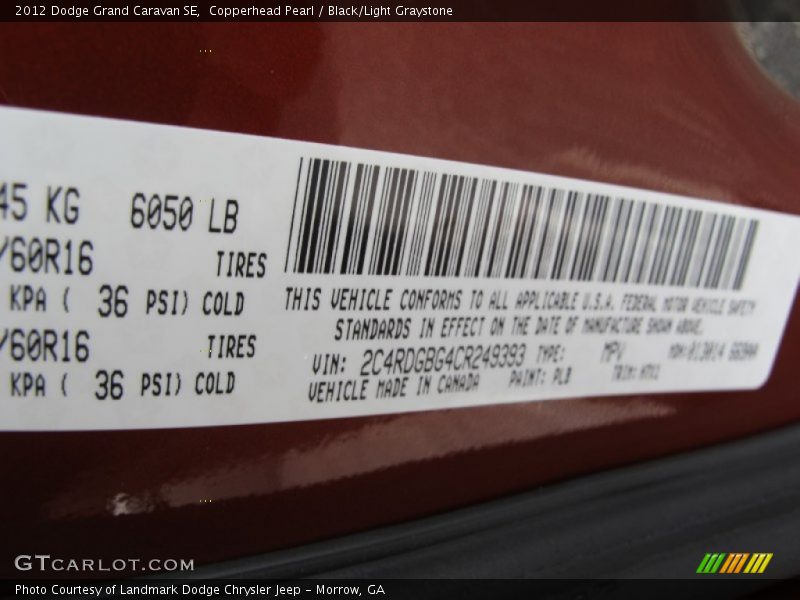 2012 Dodge Grand Caravan SE,  Copperhead Pearl / Black/Light Graystone
45 KG 6050 LB
/60R16 TIRES
KPA ( 36 PSI) COLD
/60R16 TIRES
KPA ( 36 PSI) COLD
THIS VEHICLE CONFORMS TO ALL APPLICABLE U.S.A. FEDERAL MOTOR VEHICLE SAFETY
STANDARDS IN EFFECT ON THE DATE OF MANUFACTURE SHOWN ABOVE.
VIN: 2C4RDGBG4CR249393 TYPE: MPV
VEHICLE MADE IN CANADA PAINT: PLB TRIM:
GTCARLOT.COM
Photo Courtesy of Landmark Dodge Chrysler Jeep – Morrow, GA